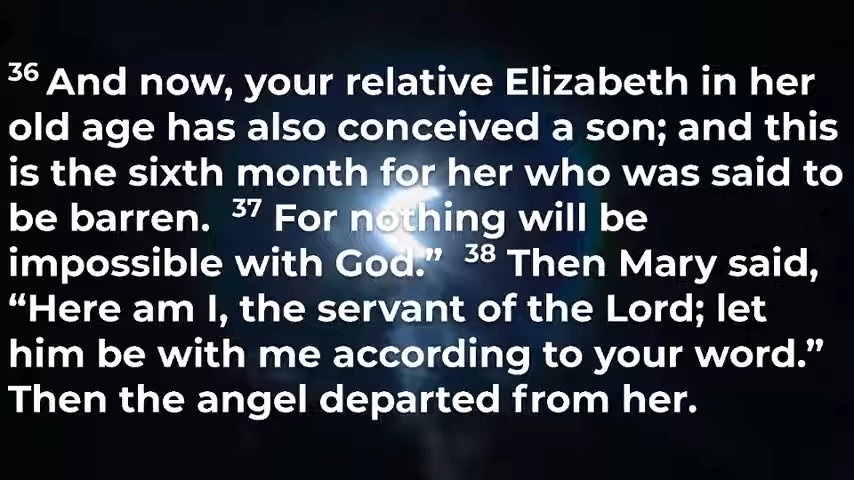 36 And now, your relative Elizabeth in her
old age has also conceived a son; and this
is the sixth month for her who was said to
be barren. 37 For nothing will be
impossible with God.” 38 Then Mary said,
“Here am I, the servant of the Lord; let
him be with me according to your word.”
Then the angel departed from her.